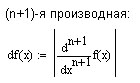 (n+1)-я производная:
df(x) := | d^(n+1)/dx^(n+1) f(x) |